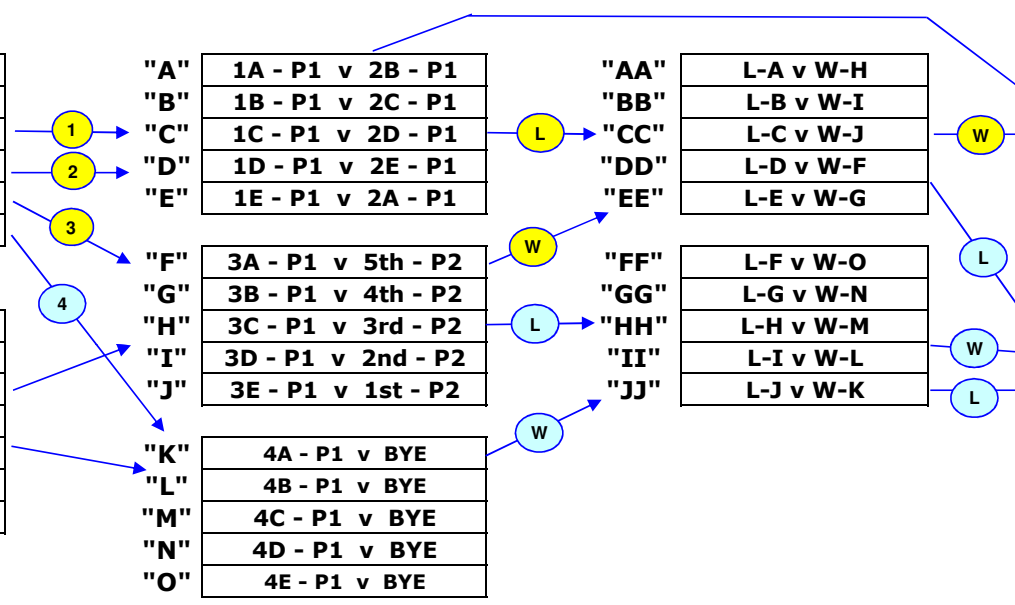 "A" 1A - P1 v 2B - P1 "AA" L-A v W-H
"B" 1B - P1 v 2C - P1 "BB" L-B v W-I
1 "C" 1C - P1 v 2D - P1 L "CC" L-C v W-J W
2 "D" 1D - P1 v 2E - P1 "DD" L-D v W-F
"E" 1E - P1 v 2A - P1 "EE" L-E v W-G
3
W
"F" 3A - P1 v 5th - P2 "FF" L-F v W-O L
"G" 3B - P1 v 4th - P2 "GG" L-G v W-N
4
"H" 3C - P1 v 3rd - P2 L "HH" L-H v W-M
"I" 3D - P1 v 2nd - P2 "II" L-I v W-L W
"J" 3E - P1 v 1st - P2 "JJ" L-J v W-K L
W
"K" 4A - P1 v BYE
"L" 4B - P1 v BYE
"M" 4C - P1 v BYE
"N" 4D - P1 v BYE
"O" 4E - P1 v BYE